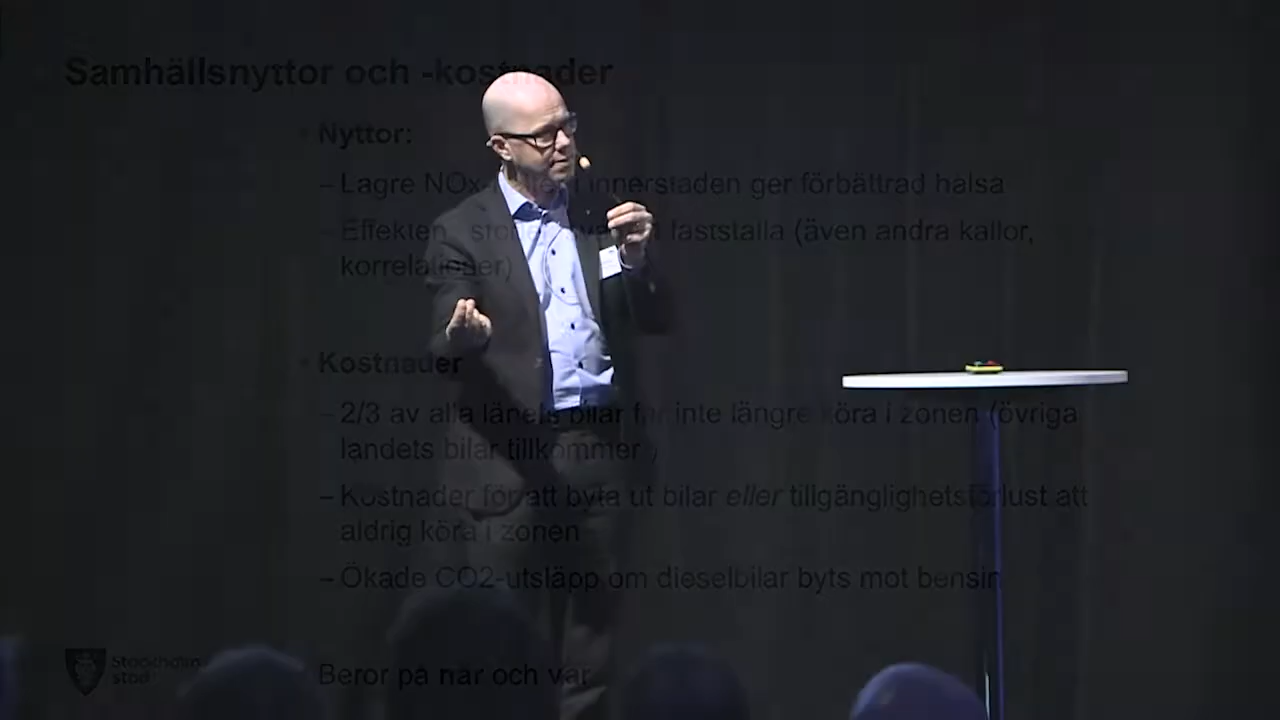 Samhällsnyttor och -kostnader
Nyttor:
– Lägre NOx i innerstaden ger förbättrad hälsa
– Effekten fastställa (även andra källor,
korrelationer)
Kostnader
– 2/3 av alla länets bilar får inte längre köra i zonen (övriga
landets bilar tillkommer)
– Kostnader för att byta ut bilar eller tillgänglighetsförlust att
aldrig köra i zonen
– Ökade CO2-utsläpp om dieselbilar byts mot bensin
Beror på när och var
Stockholms
stad